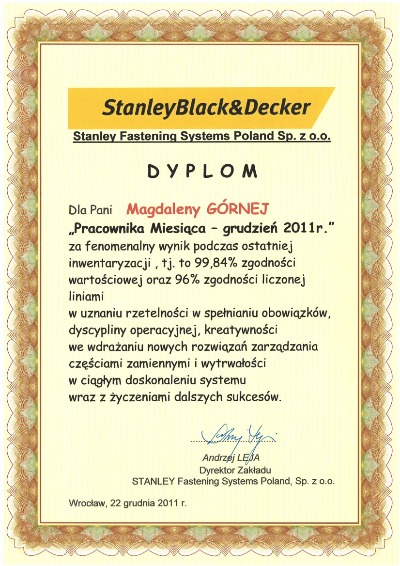 StanleyBlack&Decker
Stanley Fastening Systems Poland Sp. z o.o.
DYPLOM
Dla Pani Magdaleny GÓRNEJ
„Pracownika Miesiąca – grudzień 2011r.”
za fenomenalny wynik podczas ostatniej
inwentaryzacji , tj. to 99,84% zgodności
wartościowej oraz 96% zgodności liczonej
liniami
w uznaniu rzetelności w spełnianiu obowiązków,
dyscypliny operacyjnej, kreatywności
we wdrażaniu nowych rozwiązań zarządzania
częściami zamiennymi i wytrwałości
w ciągłym doskonaleniu systemu
wraz z życzeniami dalszych sukcesów.
Andrzej LEJA
Dyrektor Zakładu
STANLEY Fastening Systems Poland, Sp. z o.o.
Wrocław, 22 grudnia 2011 r.